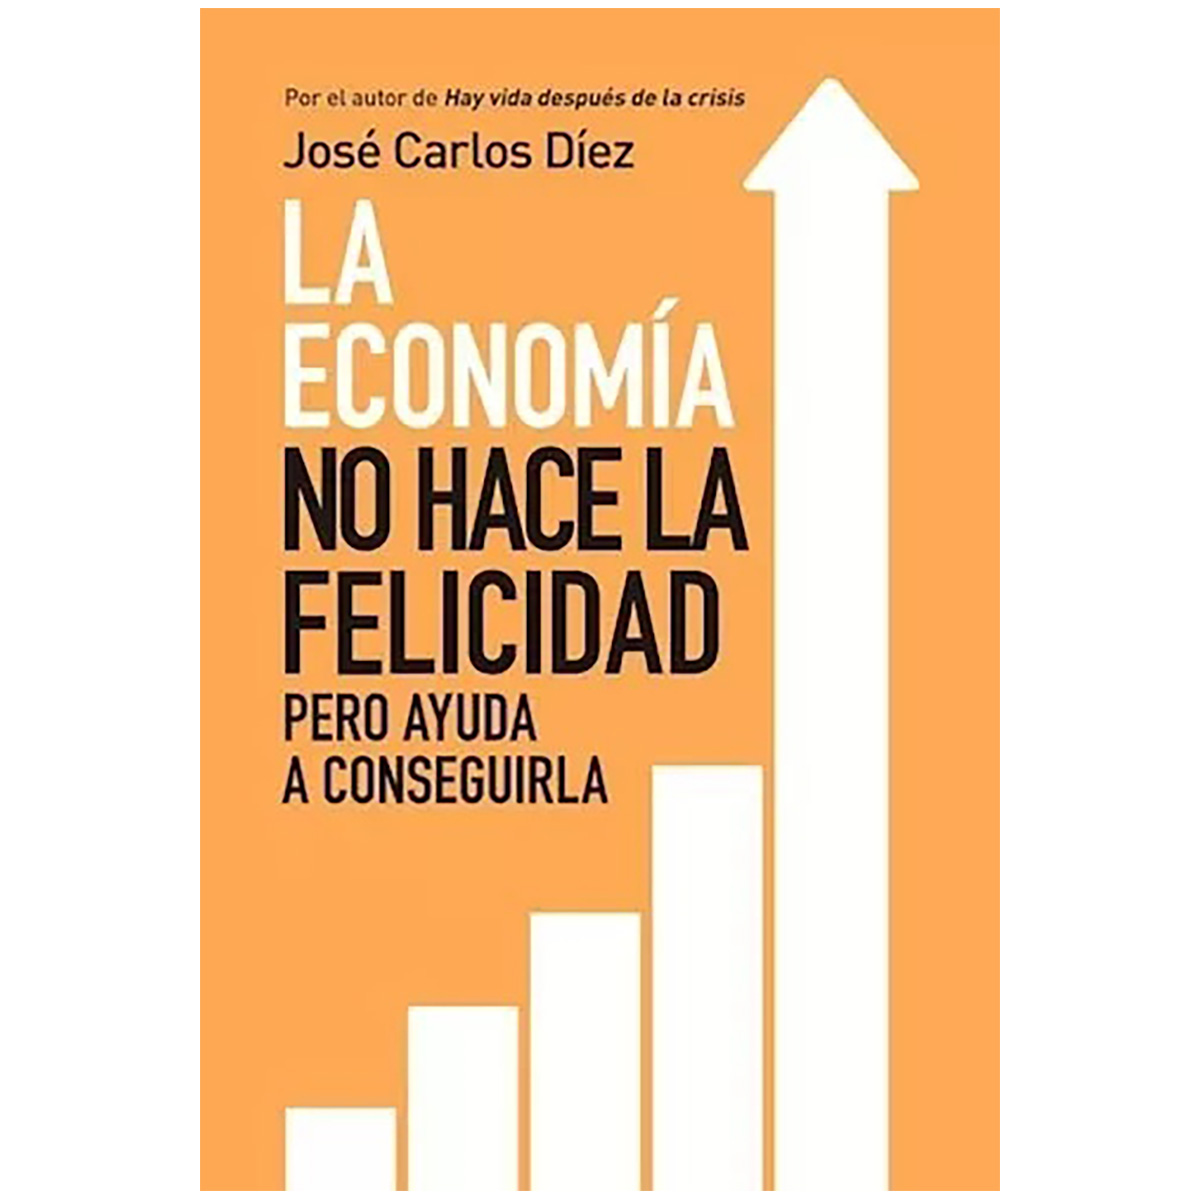 Por el autor de Hay vida después de la crisis
José Carlos Díez
LA
ECONOMÍA
NO HACE LA
FELICIDAD
PERO AYUDA
A CONSEGUIRLA